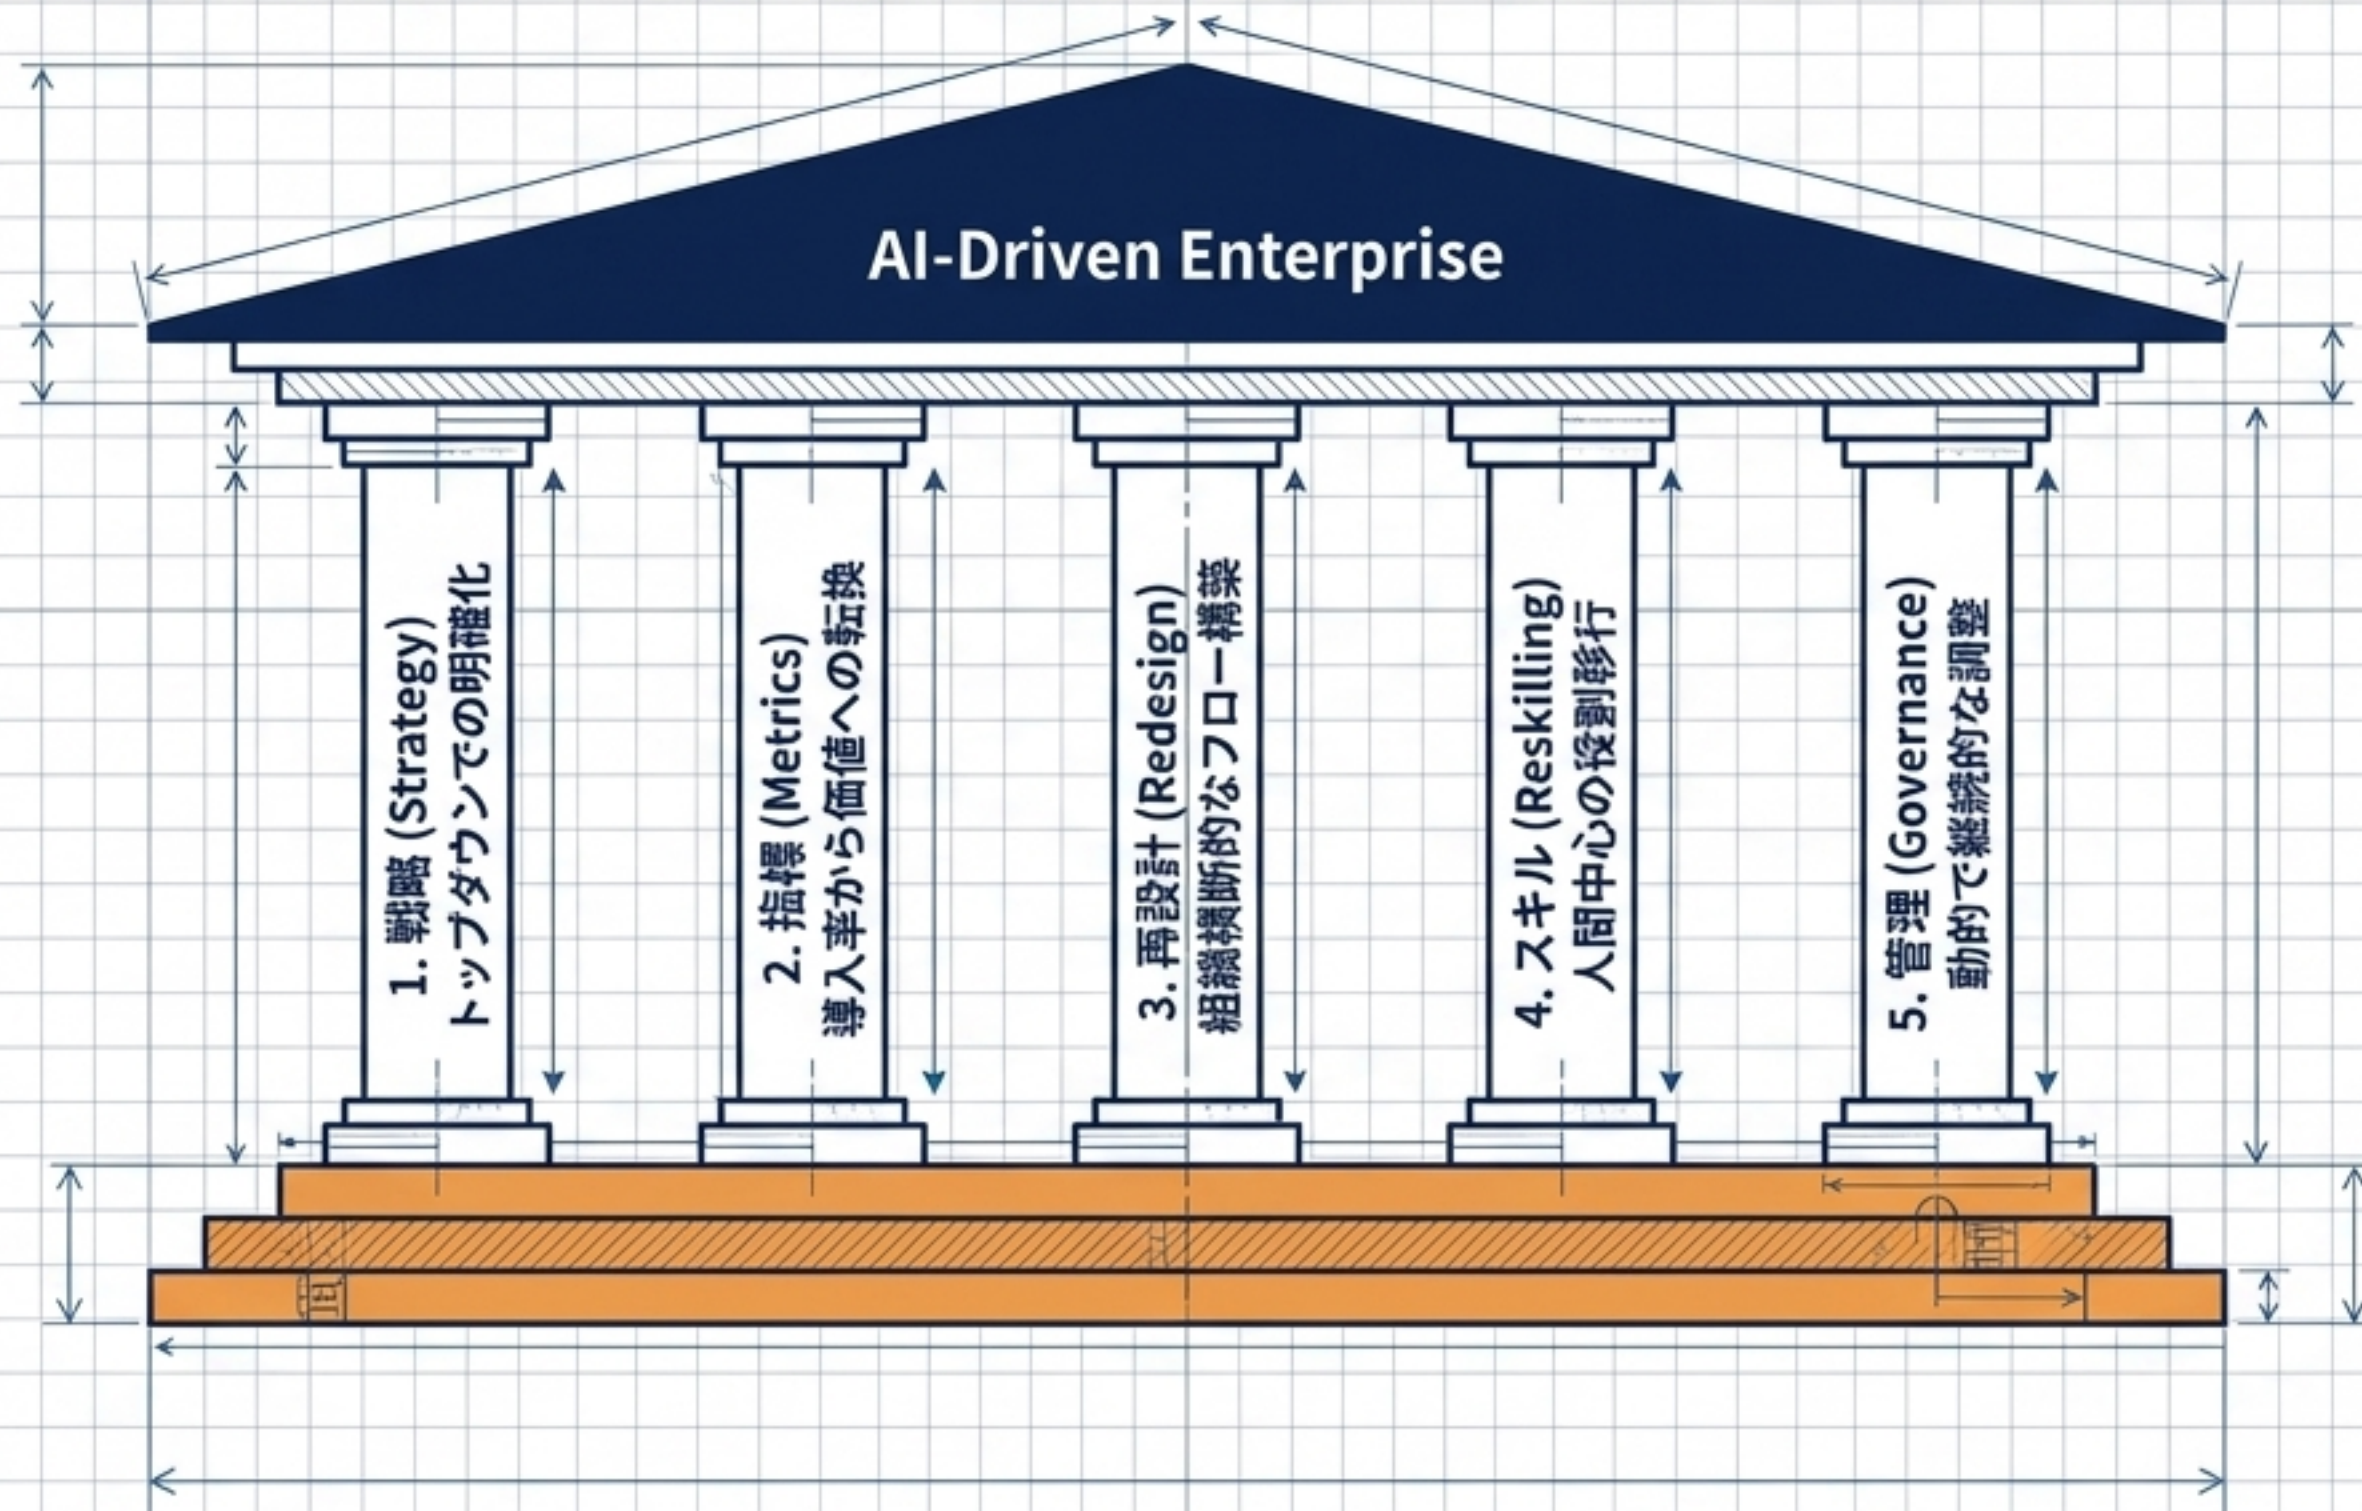 AI-Driven Enterprise
1. 戦略 (Strategy)
トップダウンでの明確化
2. 指標 (Metrics)
導入率から価値への転換
3. 再設計 (Redesign)
組織横断的なフロー構築
4. スキル (Reskilling)
人間中心の役割移行
5. 管理 (Governance)
動的で継続的な調整